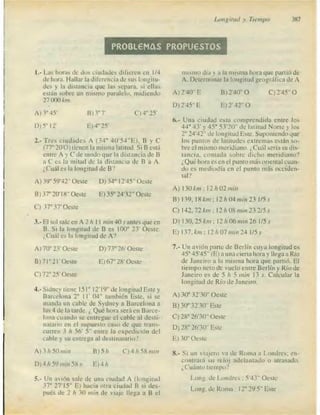 Longitud y Tiempo 387
PROBLEMAS PROPUESTOS
1.- Las horas de dos ciudades difieren en 1/4
de hora. Hallar la diferencia de sus longitu-
des y la distancia que las separa, si ellas
están sobre un mismo paralelo, midiendo
27 000 km
A) 3° 45' B) 3° 7' C) 4° 25'
D) 5° 12' E) 4° 25'
2.- Tres ciudades A (34° 40'54"E), B y C
(77° 20'O) tienen la misma latitud. Si B está
entre A y C de modo que la distancia de B
a C es la mitad de la distancia de B a A.
¿Cuál es la longitud de B?
A) 39° 59'42" Oeste D) 34° 12'45" Oeste
B) 37° 20'18" Oeste E) 35° 24'32" Oeste
C) 37° 37' Oeste
3.- El sol sale en A 2 h 11 min 40 s antes que en
B. Si la longitud de B es 100° 23' Oeste.
¿Cuál es la longitud de A?
A) 70° 23' Oeste D) 73° 26' Oeste
B) 71° 21' Oeste E) 67° 28' Oeste
C) 72° 25' Oeste
4.- Sidney tiene 151° 12'19" de longitud Este y
Barcelona 2° 11' 04" también Este, si se
manda un cable de Sydney a Barcelona a
las 4 de la tarde. ¿Qué hora será en Barce-
lona cuando se entregue el cable al desti-
natario en el supuesto caso de que trans-
curre 3 h 56' 5" entre la expedición del
cable y su entrega al destinatario?
A) 3 h 50 min B) 5 h C) 4 h 58 min
D) 4 h 59 min 58 s E) 4 h
5.- Un avión sale de una ciudad A (longitud
37° 27'15" E) hacia otra ciudad B si des-
pués de 2 h 30 min de viaje llega a B el
mismo día y a la misma hora que partió de
A. Determinar la longitud geográfica de A
A) 2°40' E B) 2°40' O C) 2°45' O
D) 2°45' E E) 2°42' O
6.- Una ciudad está comprendida entre los
44° 43' y 45° 53'20" de latitud Norte y los
2° 24'42" de longitud Este. Suponiendo que
los puntos de latitudes extremas están so-
bre el mismo meridiano. ¿Cuál sería la dis-
tancia, contada sobre dicho meridiano?
¿Qué hora es en el punto más oriental cuan-
do es mediodía en el punto más occiden-
tal?
A) 130 km ; 12 h 02 min
B) 139, 18 km ; 12 h 04 min 23 1/5 s
C) 142, 72 km ; 12 h 08 min 23 2/5 s
D) 130, 25 km ; 12 h 06 min 26 1/5 s
E) 137, km ; 12 h 07 min 24 1/5 s
7.- Un avión parte de Berlín cuya longitud es
45° 45'45" (E) a una cierta hora y llega a Río
de Janeiro a la misma hora que partió. El
tiempo neto de vuelo entre Berlín y Río de
Janeiro es de 5 h 5 min 13 s. Calcular la
longitud de Río de Janeiro.
A) 30° 32'30" Oeste
B) 30° 32'30" Este
C) 28° 26'30" Oeste
D) 28° 26'30" Este
E) 30° Oeste
8.- Si un viajero va de Roma a Londres, en-
contrará su reloj adelantado o atrasado.
¿Cuánto tiempo?
Long. de Londres : 5'43" Oeste
Long. de Roma : 12° 29'5" Este